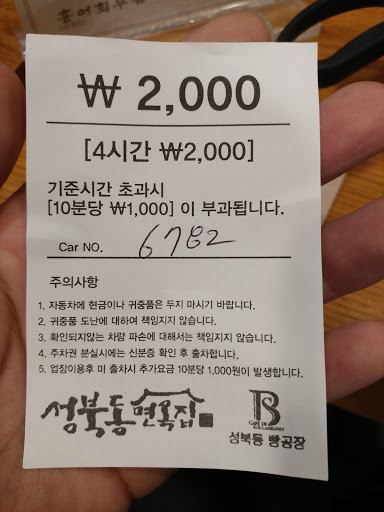 ₩ 2,000
[4시간 ₩2,000]
기준시간 초과시
[10분당 ₩1,000] 이 부과됩니다.
Car NO. 6782
주의사항
1. 자동차에 현금이나 귀중품은 두지 마시기 바랍니다.
2. 귀중품 도난에 대하여 책임지지 않습니다.
3. 확인되지않는 차량 파손에 대해서는 책임지지 않습니다.
4. 주차권 분실시에는 신분증 확인 후 출차합니다.
5. 업장이용후 미 출차시 추가요금 10분당 1,000원이 발생합니다.
성북동 면옥집
성북동 빵공장